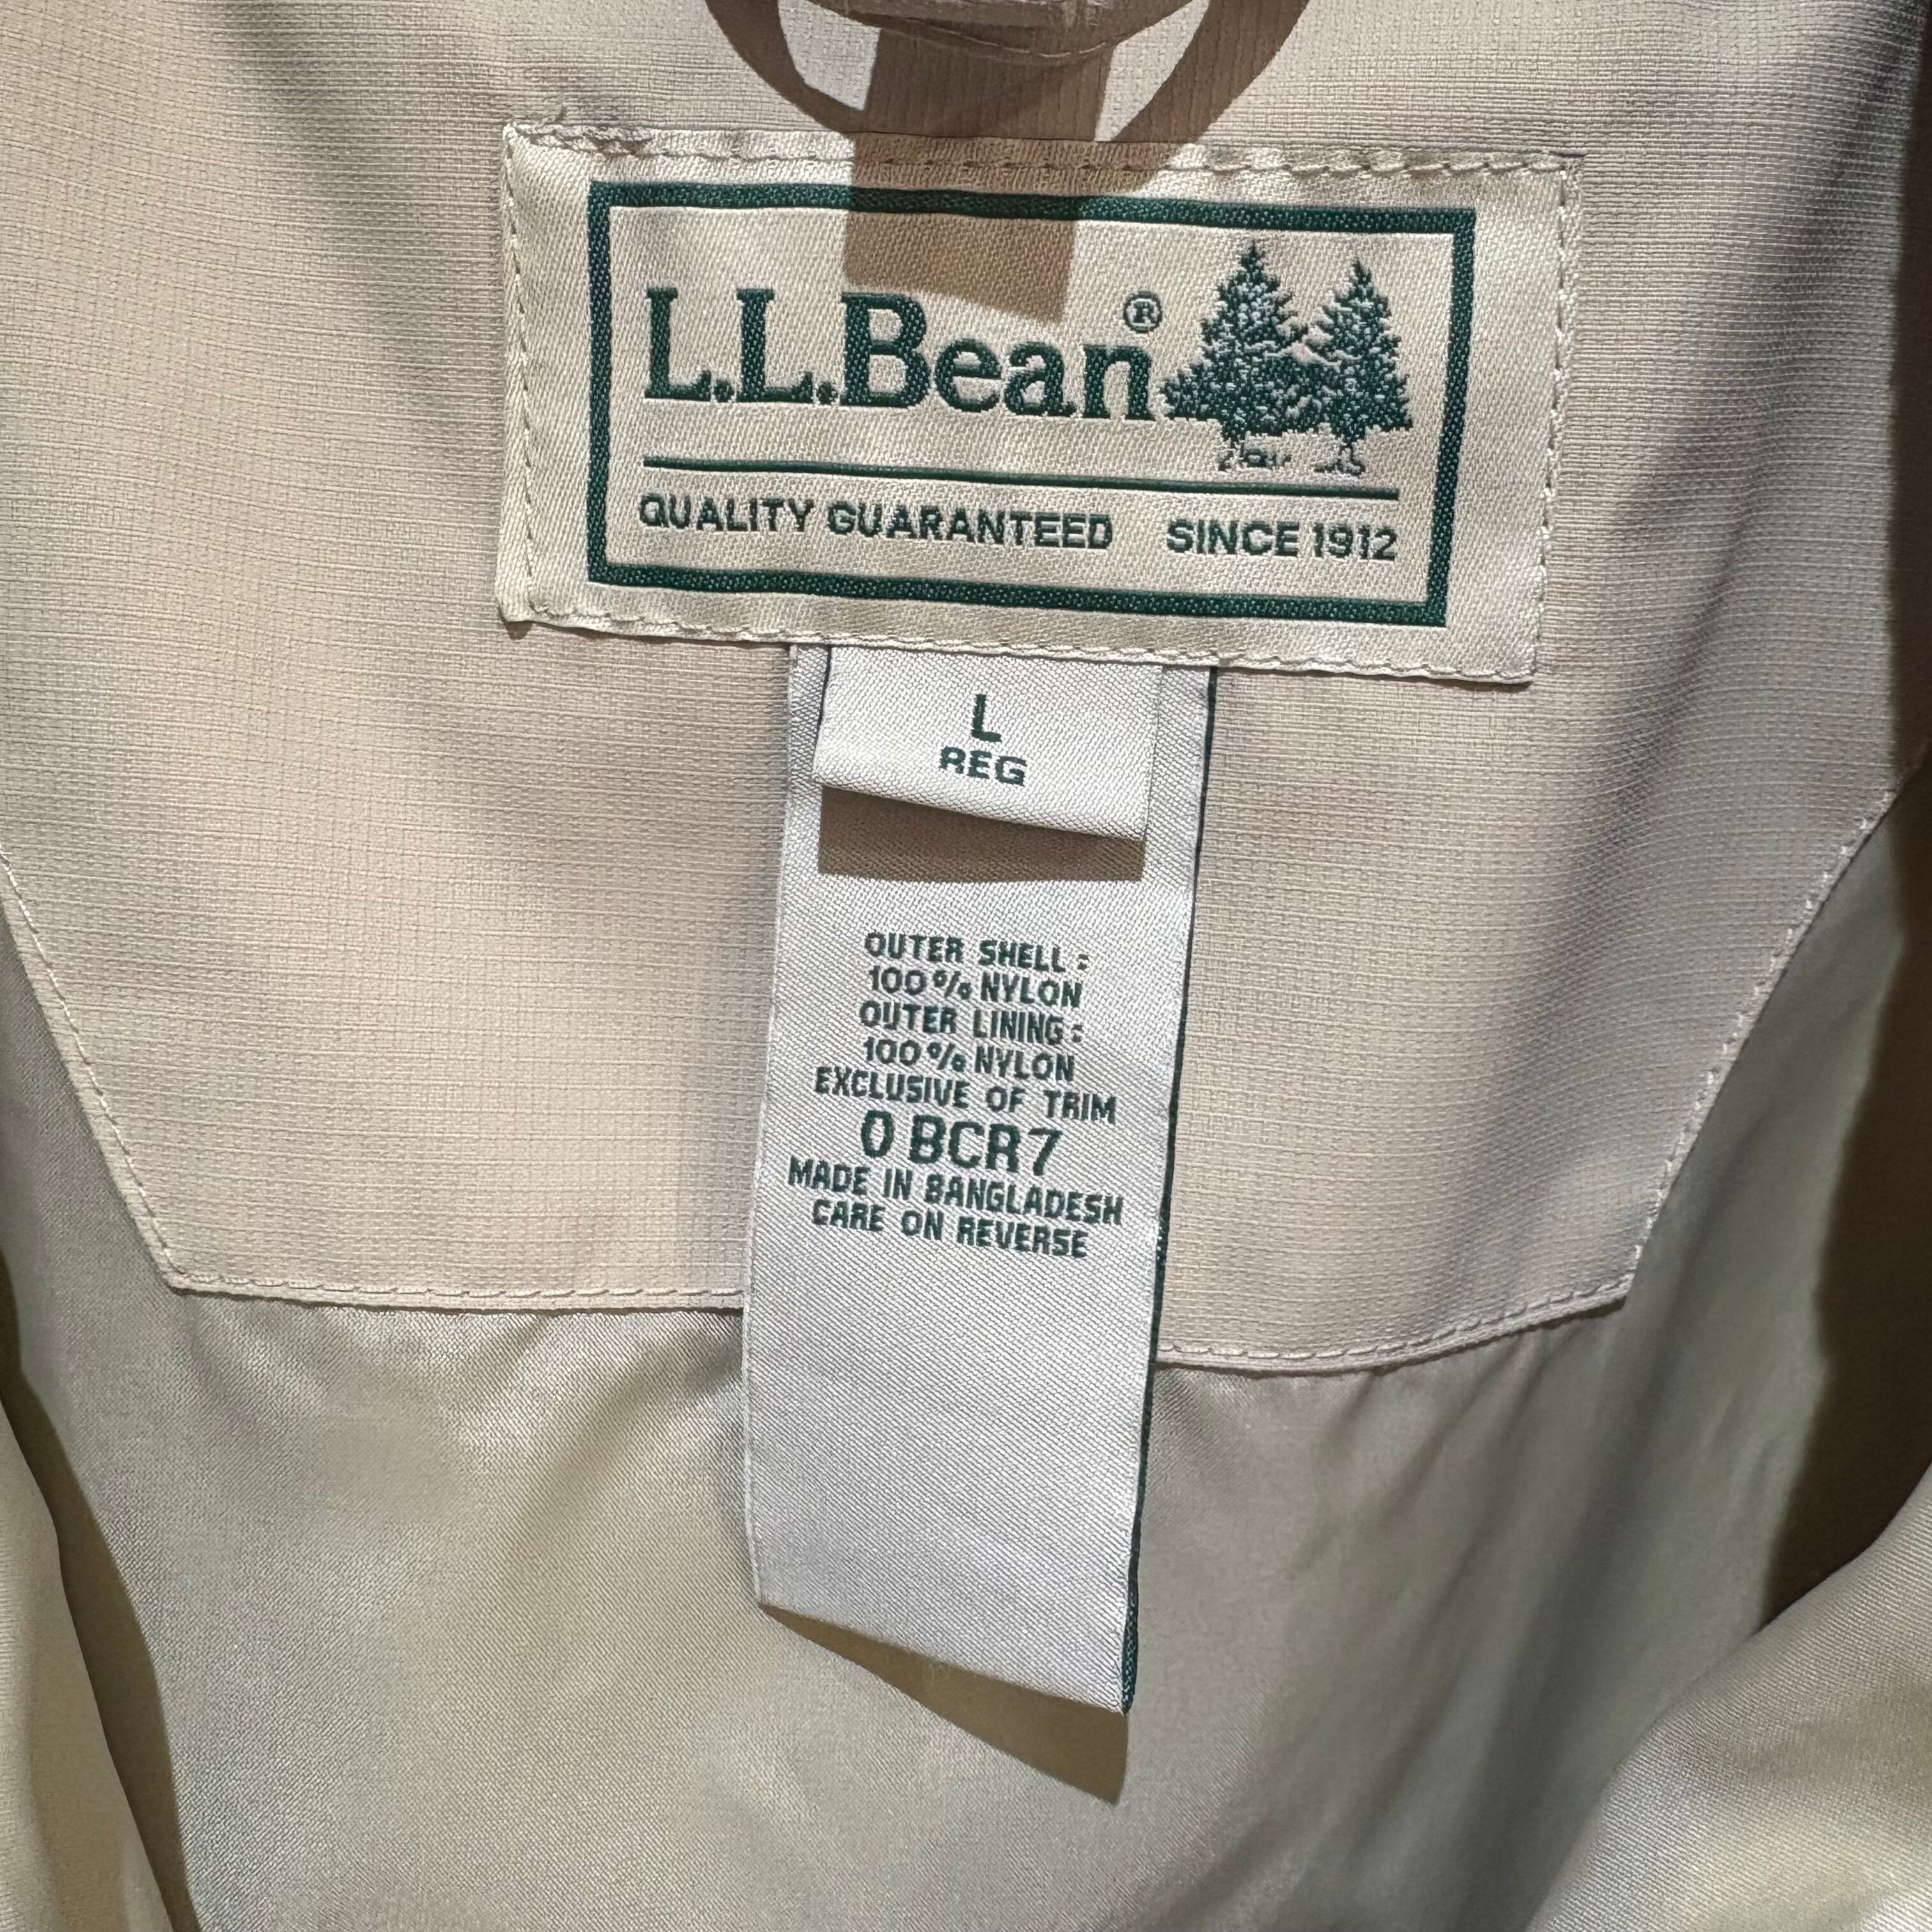 L.L.Bean®
QUALITY GUARANTEED SINCE 1912
L
REG
OUTER SHELL:
100% NYLON
OUTER LINING:
100% NYLON
EXCLUSIVE OF TRIM
0 BCR7
MADE IN BANGLADESH
CARE ON REVERSE